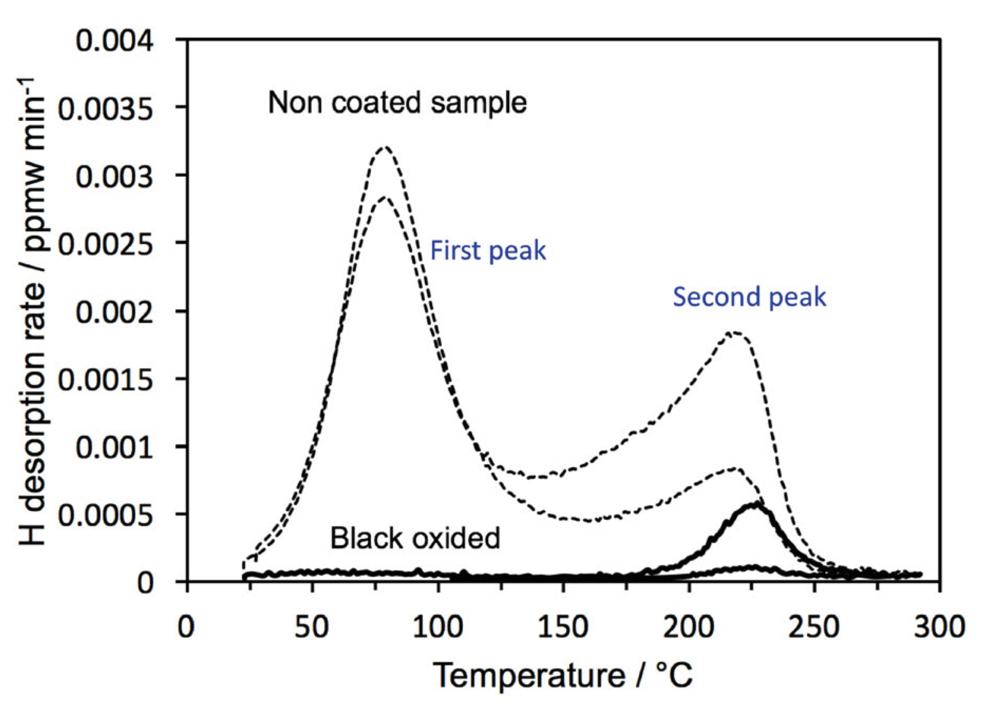 0.004
0.0035
0.003
0.0025
0.002
0.0015
0.001
0.0005
0
H desorption rate / ppmw min-1
Non coated sample
First peak
Second peak
Black oxided
0 50 100 150 200 250 300
Temperature / °C